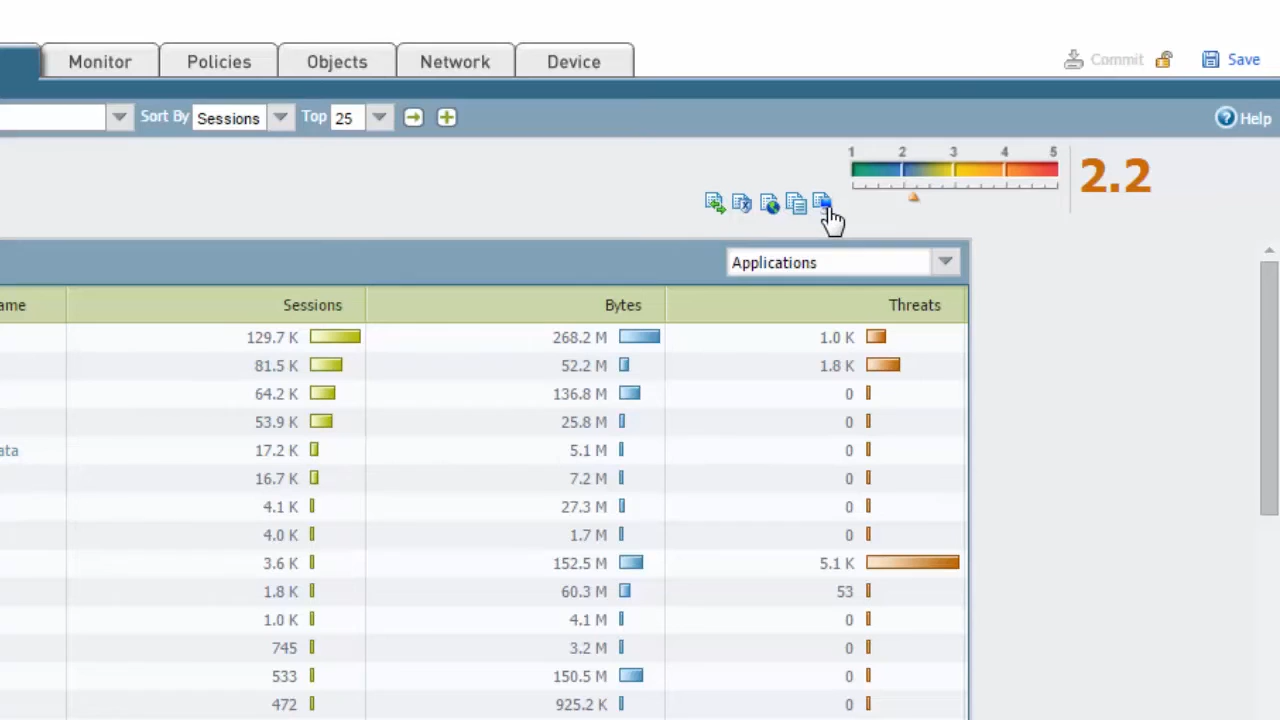 Monitor Policies Objects Network Device Commit Save
Sort By Sessions Top 25 Help
1 2 3 4 5
2.2
Applications
ame Sessions Bytes Threats
129.7 K 268.2 M 1.0 K
81.5 K 52.2 M 1.8 K
64.2 K 136.8 M 0
53.9 K 25.8 M 0
ata 17.2 K 5.1 M 0
16.7 K 7.2 M 0
4.1 K 27.3 M 0
4.0 K 1.7 M 0
3.6 K 152.5 M 5.1 K
1.8 K 60.3 M 53
1.0 K 4.1 M 0
745 3.2 M 0
533 150.5 M 0
472 925.2 K 0